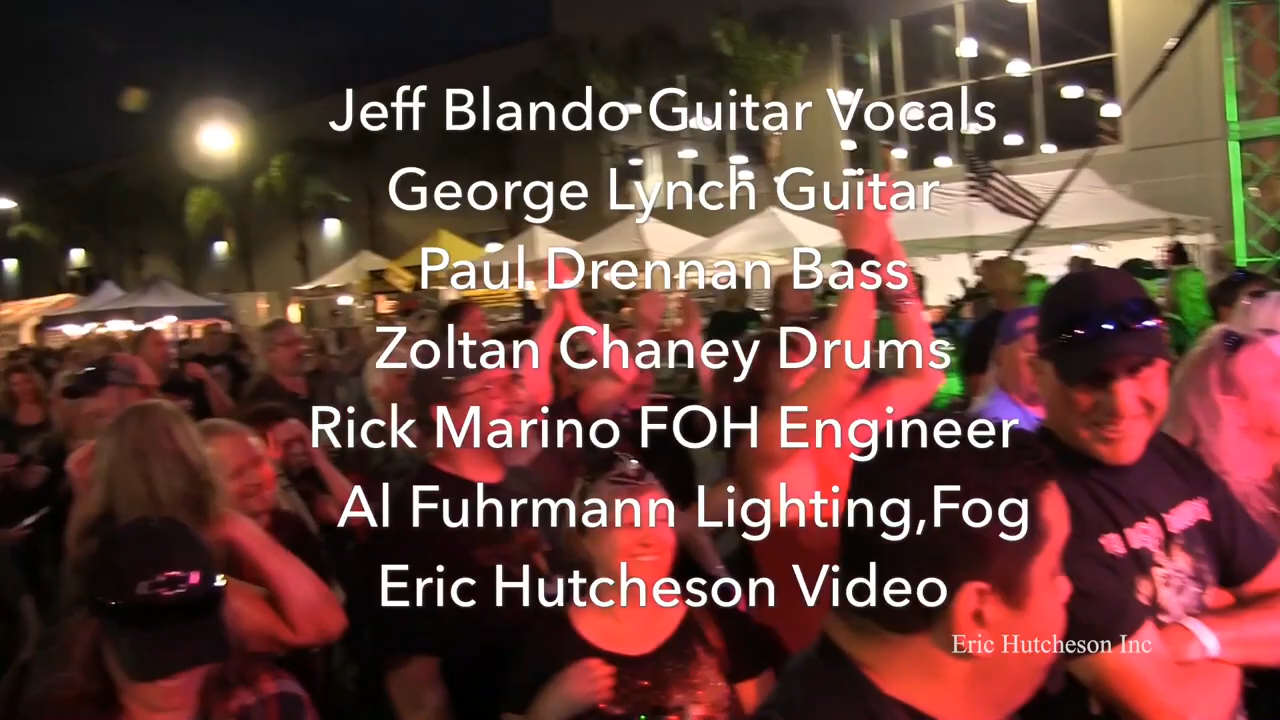 Jeff Blando Guitar Vocals
George Lynch Guitar
Paul Drennan Bass
Zoltan Chaney Drums
Rick Marino FOH Engineer
Al Fuhrmann Lighting,Fog
Eric Hutcheson Video
Eric Hutcheson Inc